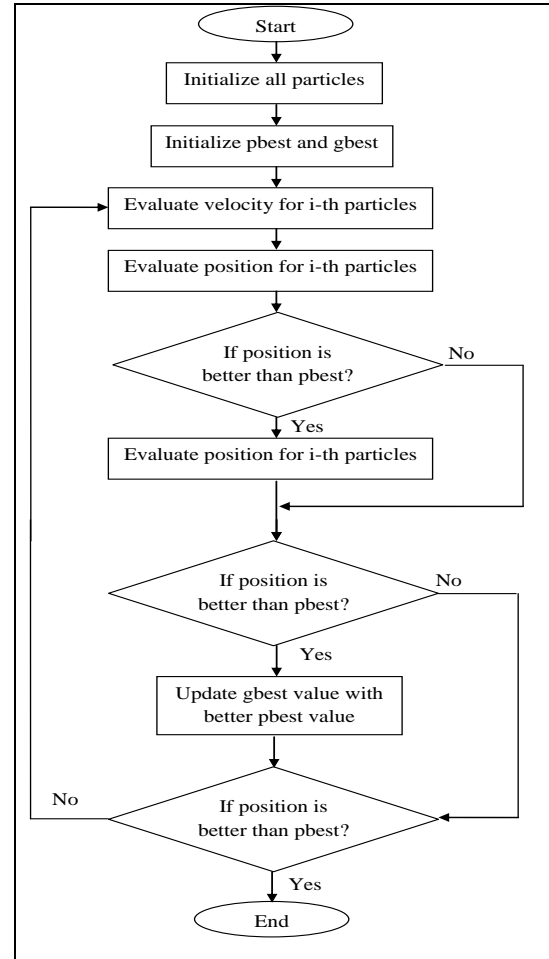 Start
Initialize all particles
Initialize pbest and gbest
Evaluate velocity for i-th particles
Evaluate position for i-th particles
If position is
better than pbest?
No
Yes
Evaluate position for i-th particles
If position is
better than pbest?
No
Yes
Update gbest value with
better pbest value
If position is
better than pbest?
No
Yes
End